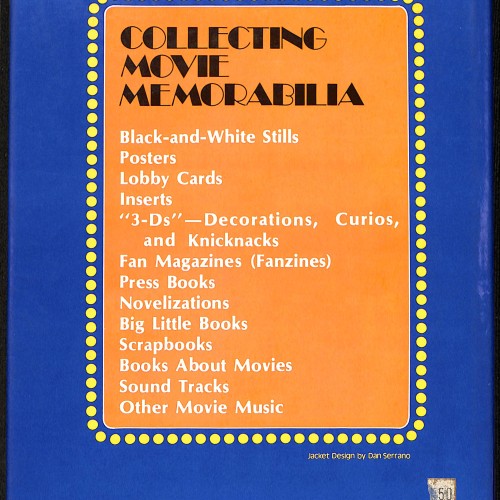 COLLECTING
MOVIE
MEMORABILIA
Black-and-White Stills
Posters
Lobby Cards
Inserts
"3-Ds"—Decorations, Curios,
and Knicknacks
Fan Magazines (Fanzines)
Press Books
Novelizations
Big Little Books
Scrapbooks
Books About Movies
Sound Tracks
Other Movie Music
Jacket Design by Dan Serrano
50